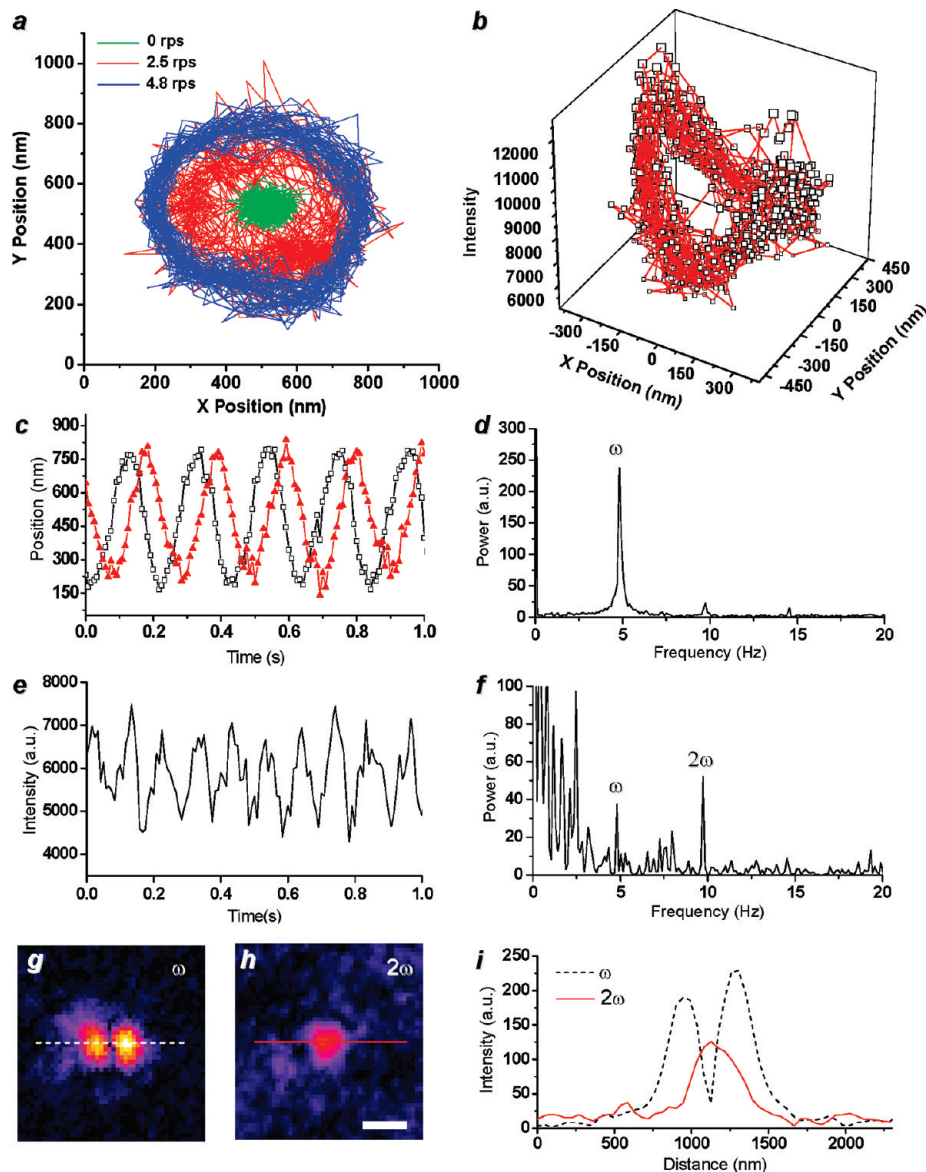 a
0 rps
2.5 rps
4.8 rps
1000
800
600
400
200
0
Y Position (nm)
0 200 400 600 800 1000
X Position (nm)
b
12000
11000
10000
9000
8000
7000
6000
Intensity
-300 -150 0 150 300
X Position (nm)
-450 -300 -150 0 150 300 450
Y Position (nm)
c
900
750
600
450
300
150
Position (nm)
0.0 0.2 0.4 0.6 0.8 1.0
Time (s)
d
ω
300
250
200
150
100
50
0
Power (a.u.)
0 5 10 15 20
Frequency (Hz)
e
8000
7000
6000
5000
4000
3000
Intensity (a.u.)
0.0 0.2 0.4 0.6 0.8 1.0
Time(s)
f
ω
2ω
100
80
60
40
20
0
Power (a.u.)
0 5 10 15 20
Frequency (Hz)
g
ω
h
2ω
i
ω
2ω
250
200
150
100
50
0
Intensity (a.u.)
0 500 1000 1500 2000
Distance (nm)